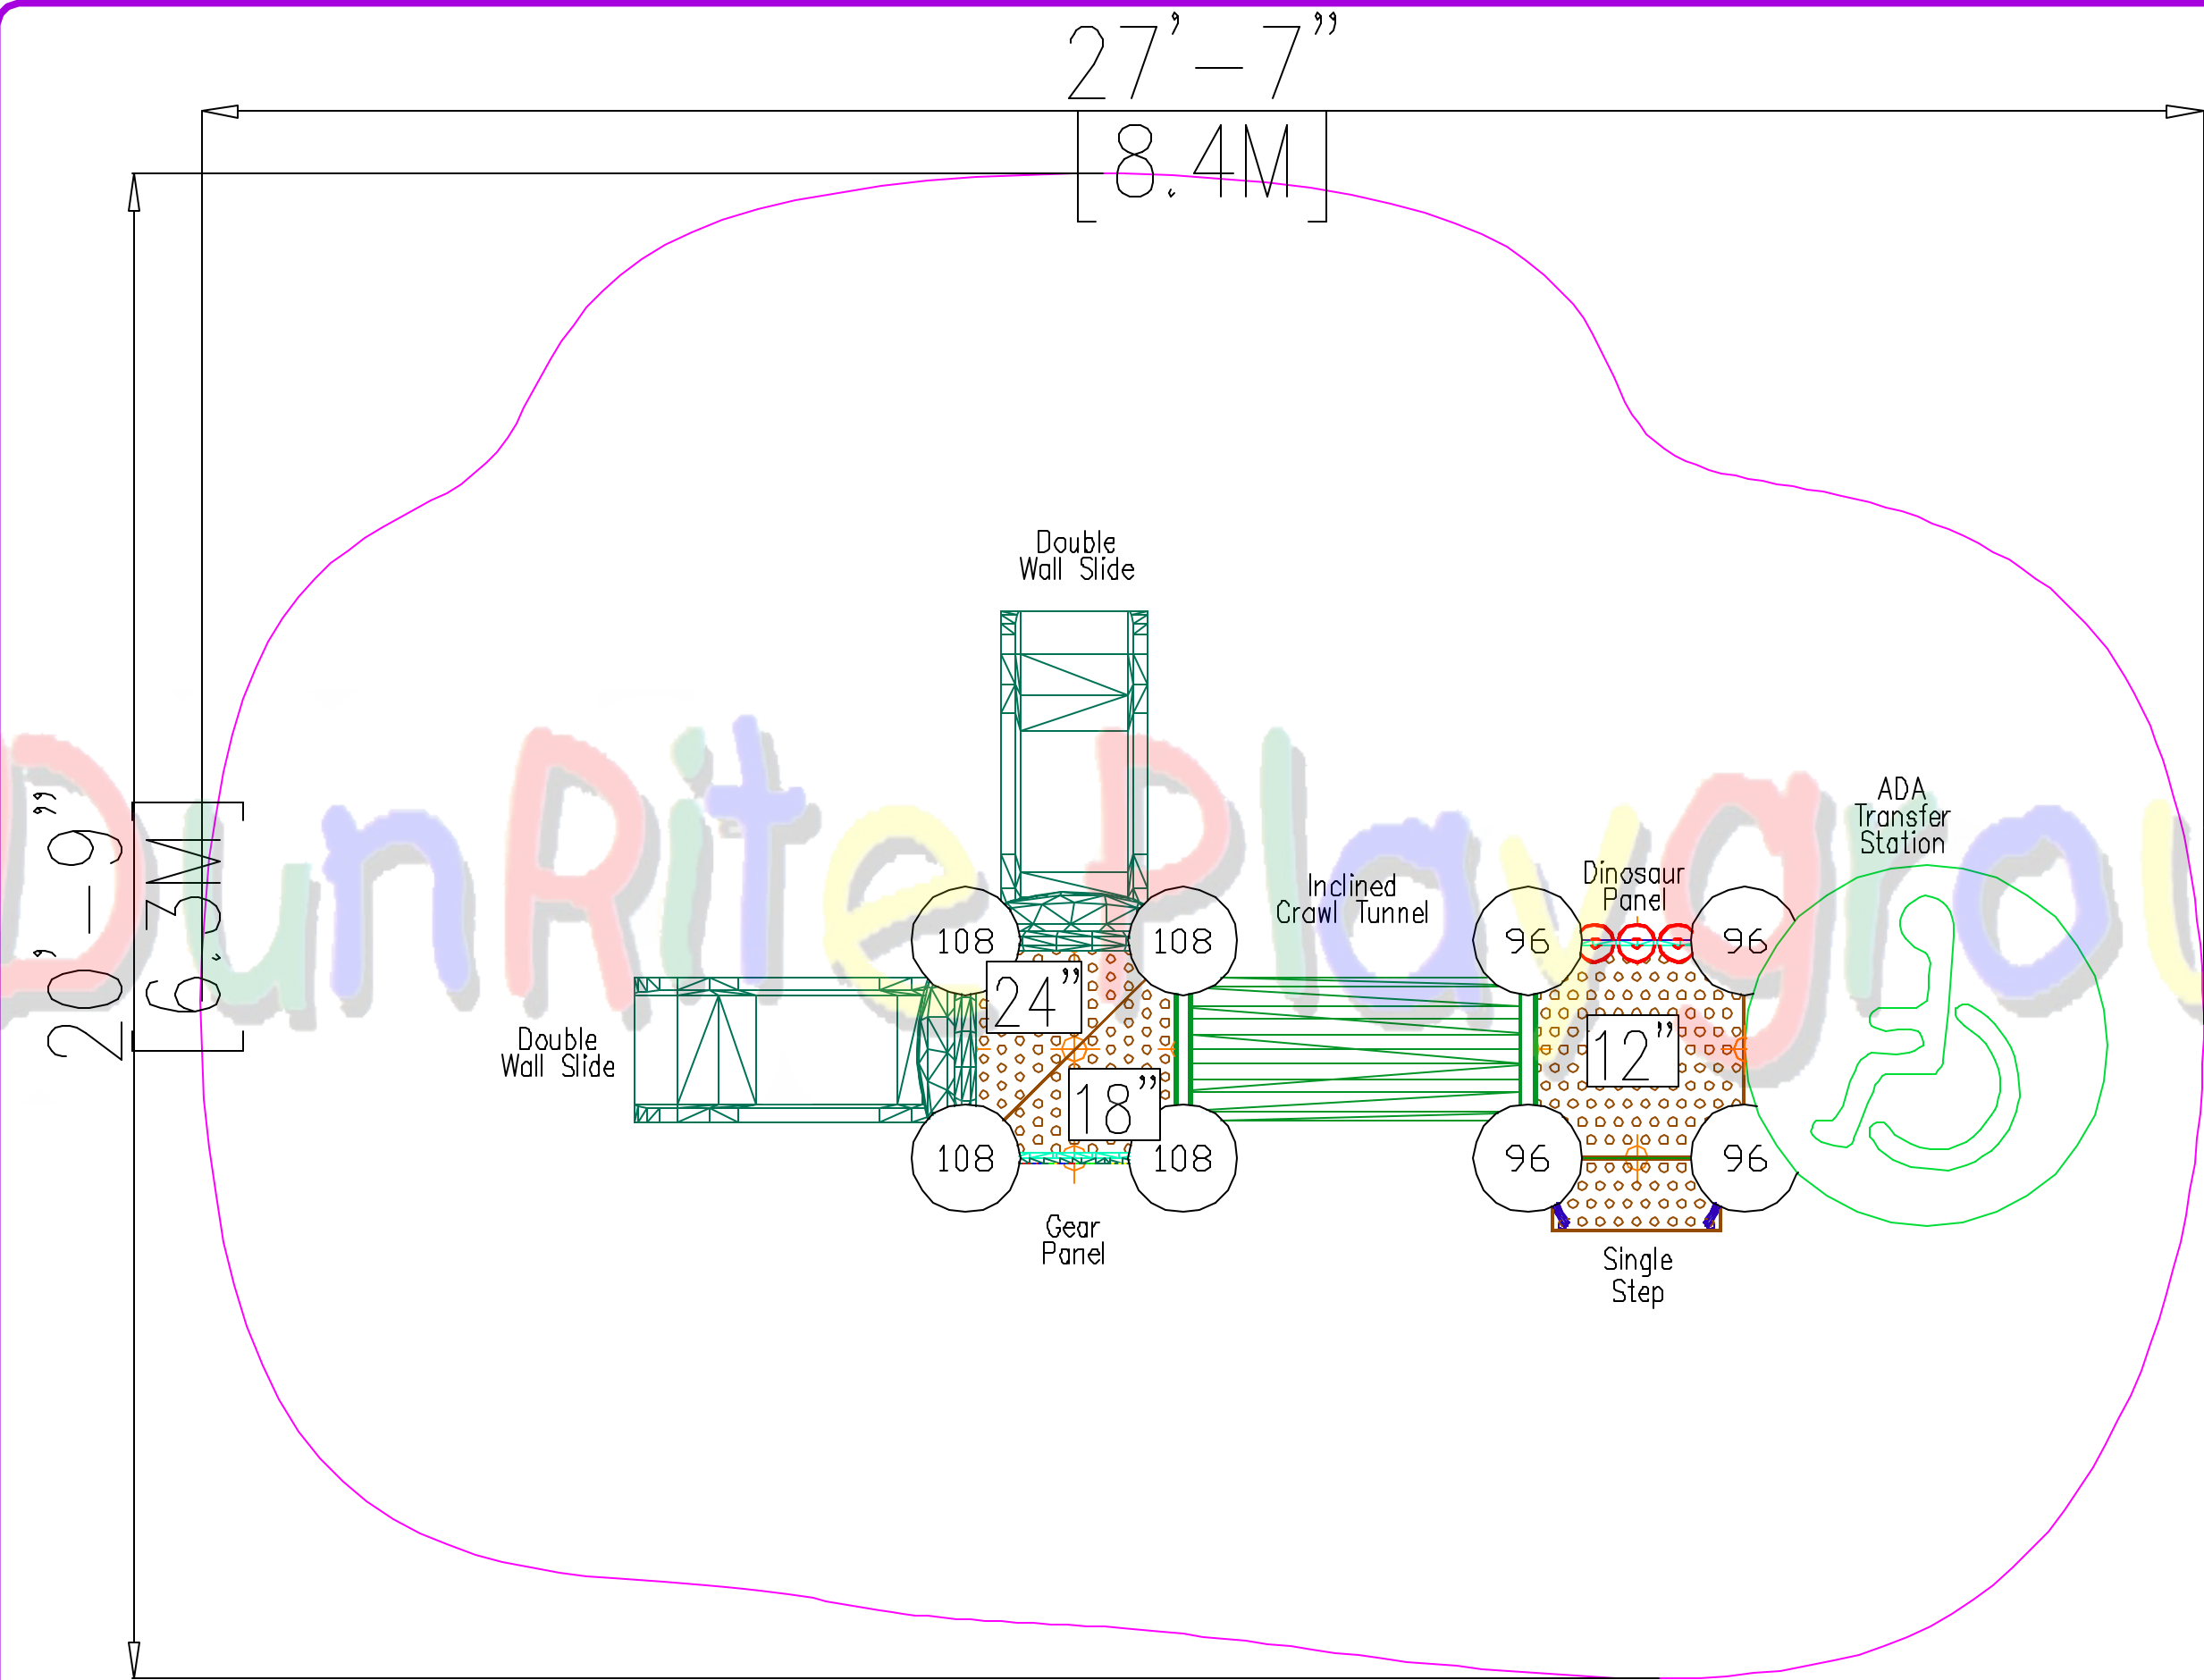 27'-7"
[8.4M]
20'-9"
[6.3M]
Double
Wall Slide
DunRite Playgrou
ADA
Transfer
Station
Dinosaur
Panel
Inclined
Crawl Tunnel
108
108
96
96
24"
Double
Wall Slide
12"
18"
108
108
96
96
Gear
Panel
Single
Step